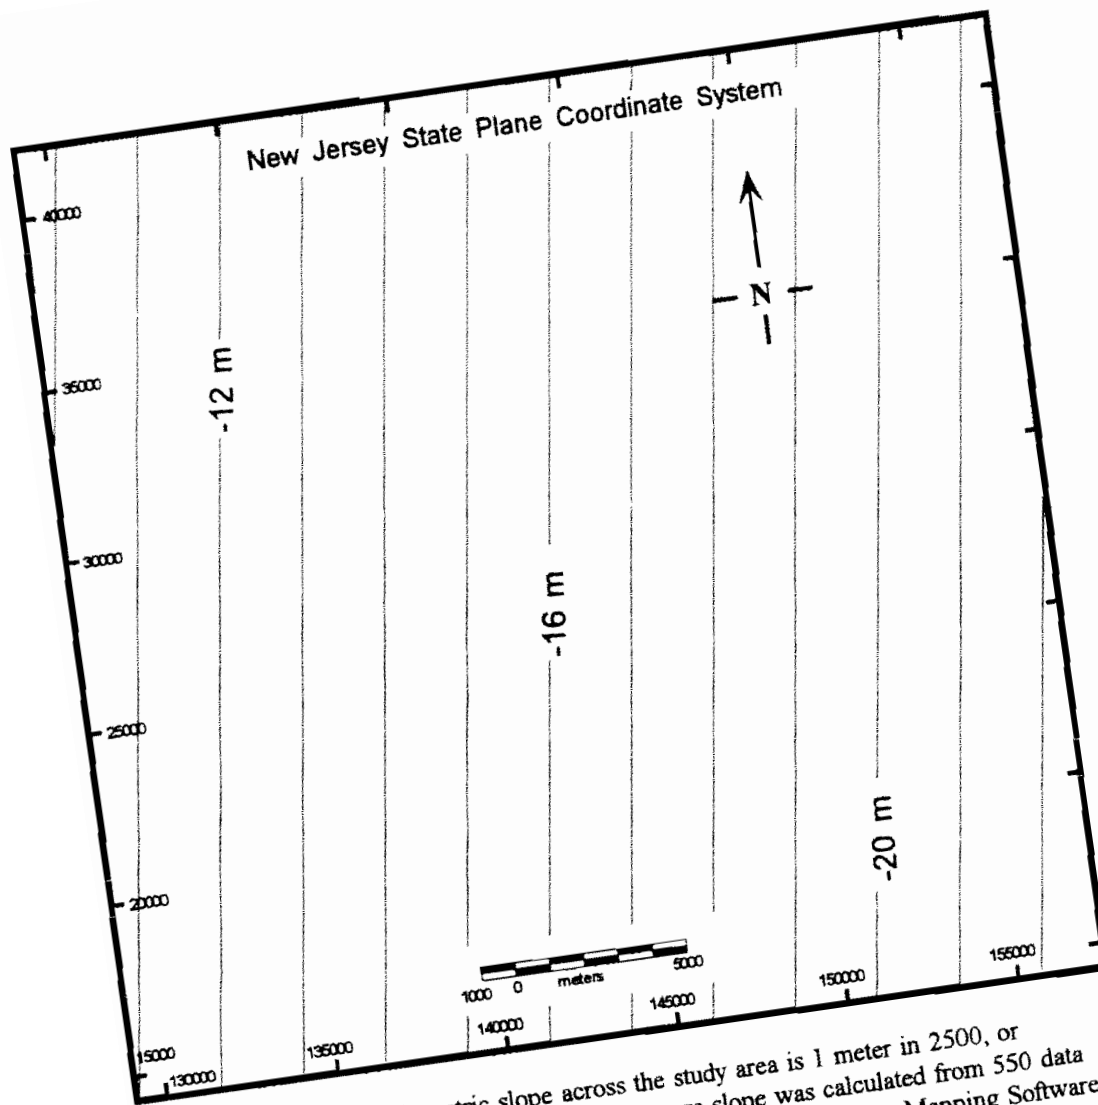 New Jersey State Plane Coordinate System
40000
N
35000
-12 m
30000
-16 m
25000
-20 m
20000
1000 0 meters 5000
155000
150000
145000
140000
135000
15000
130000
slope across the study area is 1 meter in 2500, or
slope was calculated from 550 data
Mapping Software